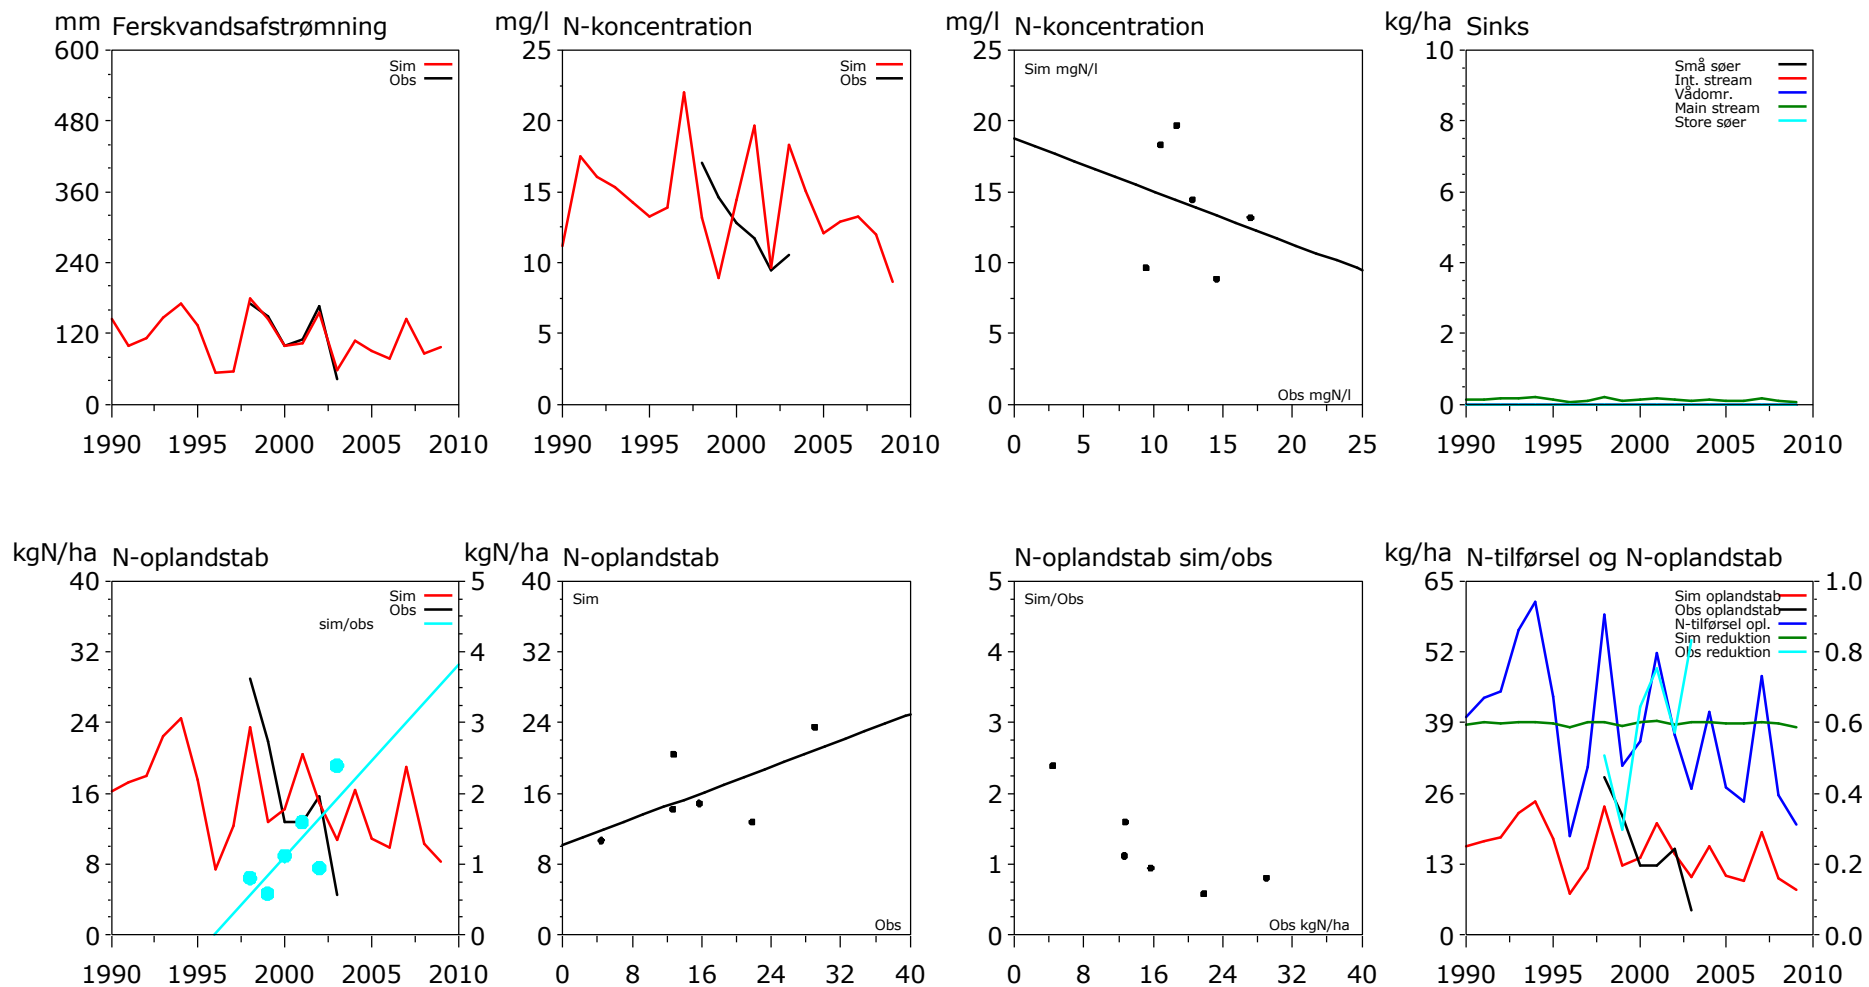 mm Ferskvandsafstrømning
600
480
360
240
120
0
Sim
Obs
1990 1995 2000 2005 2010
mg/l N-koncentration
25
20
15
10
5
0
Sim
Obs
1990 1995 2000 2005 2010
mg/l N-koncentration
25
20
15
10
5
0
Sim mgN/l
Obs mgN/l
0 5 10 15 20 25
kg/ha Sinks
10
8
6
4
2
0
Små søer
Int. stream
Vådomr.
Main stream
Store søer
1990 1995 2000 2005 2010
kgN/ha N-oplandstab
40
32
24
16
8
0
Sim
Obs
sim/obs
5
4
3
2
1
0
1990 1995 2000 2005 2010
kgN/ha N-oplandstab
40
32
24
16
8
0
Sim
Obs
0 8 16 24 32 40
N-oplandstab sim/obs
5
4
3
2
1
0
Sim/Obs
Obs kgN/ha
0 8 16 24 32 40
kg/ha N-tilførsel og N-oplandstab
65
52
39
26
13
0
Sim oplandstab
Obs oplandstab
N-tilførsel opl.
Sim reduktion
Obs reduktion
1.0
0.8
0.6
0.4
0.2
0.0
1990 1995 2000 2005 2010